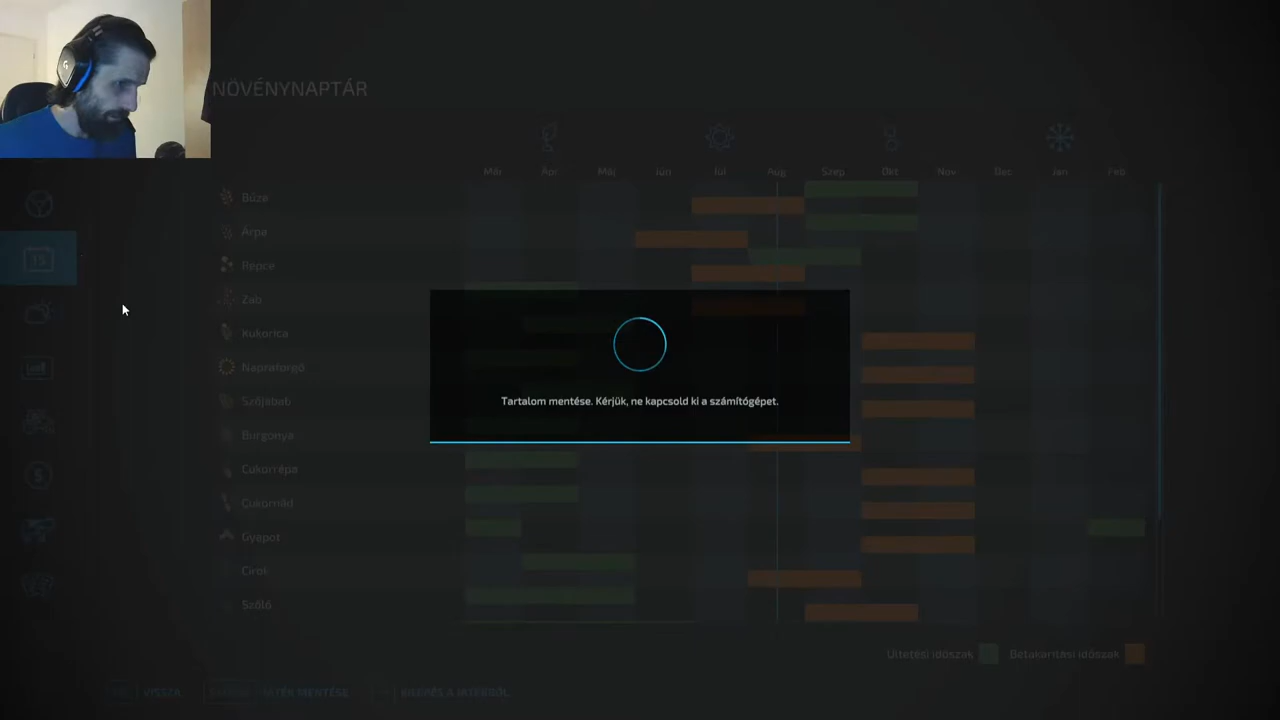 NÖVÉNYNAPTÁR
Már Ápr Máj Jún Júl Aug Szep Okt Nov Dec Jan Feb
15
Búza
Árpa
Repce
Zab
Kukorica
Napraforgó
Szójabab
Burgonya
Cukorrépa
Cukornád
Gyapot
Cirok
Szőlő
Tartalom mentése. Kérjük, ne kapcsold ki a számítógépet.
Ültetési időszak Betakarítási időszak
VISSZA JÁTÉK MENTÉSE KILÉPÉS A JÁTÉKBÓL